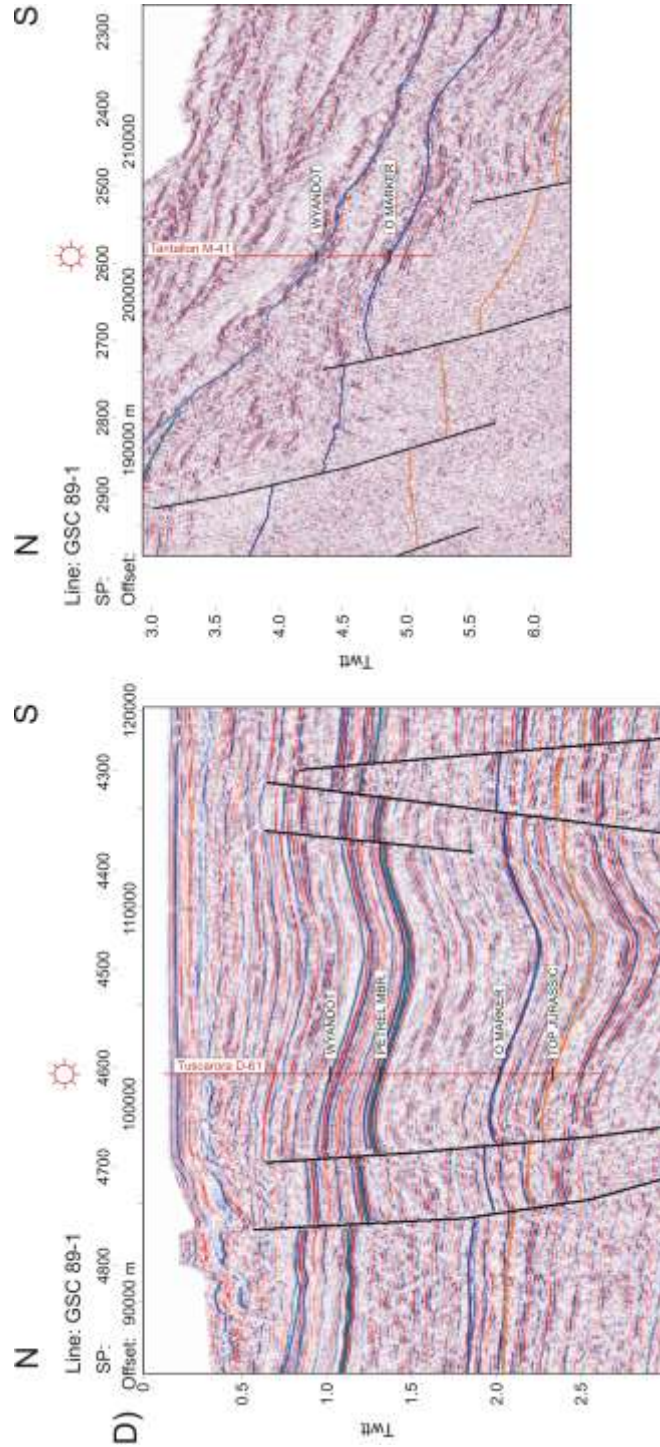 D)
N
S
Line: GSC 89-1
SP:
4800
4700
4600
4500
4400
4300
Offset:
90000 m
100000
110000
120000
Twtt
0
0.5
1.0
1.5
2.0
2.5
Tuscarora D-61
WYANDOT
PETREL MBR
O MARKER
TOP JURASSIC
N
S
Line: GSC 89-1
SP:
2900
2800
2700
2600
2500
2400
2300
Offset:
190000 m
200000
210000
Twtt
3.0
3.5
4.0
4.5
5.0
5.5
6.0
Tantallon M-41
WYANDOT
O MARKER